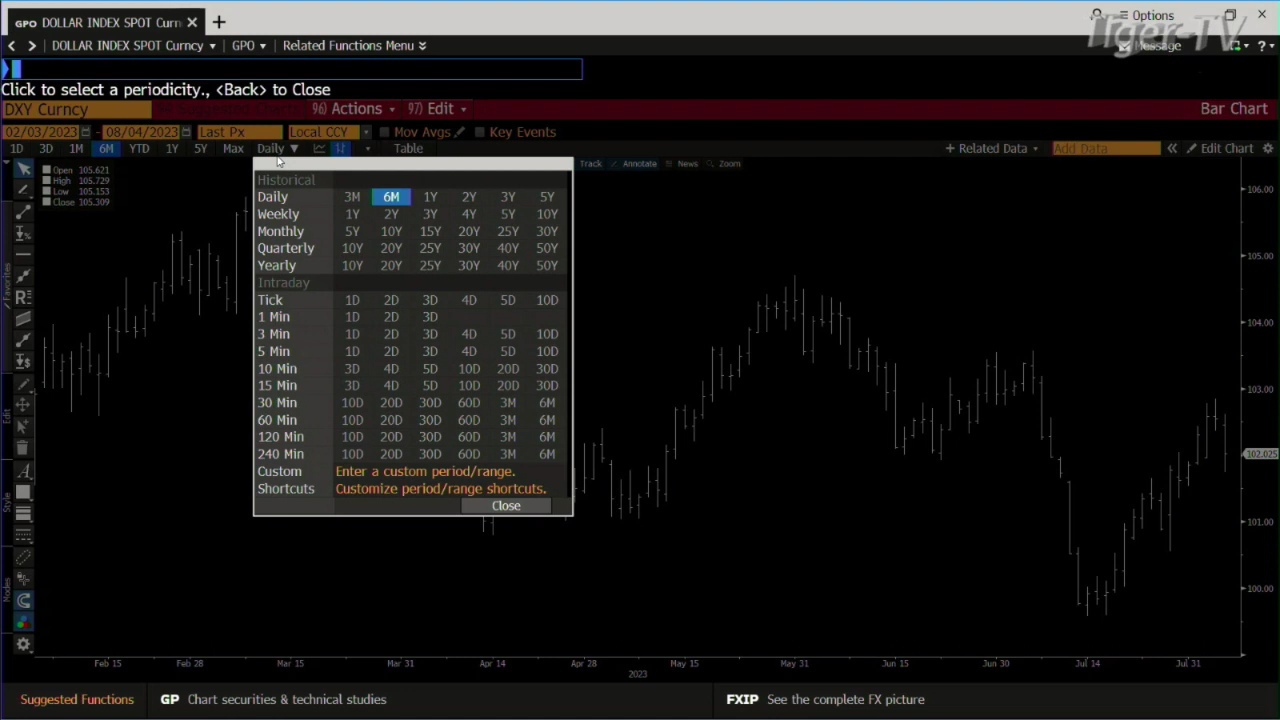 GPO DOLLAR INDEX SPOT Curn ✕ +
Options
Tiger-TV
< > DOLLAR INDEX SPOT Curncy ▾ GPO ▾ Related Functions Menu
Message
?
Click to select a periodicity., <Back> to Close
DXY Curncy 96) Actions 97) Edit Bar Chart
02/03/2023 - 08/04/2023 Last Px Local CCY Mov Avgs Key Events
1D 3D 1M 6M YTD 1Y 5Y Max Daily ▼ Table + Related Data Add Data « Edit Chart
Track Annotate News Zoom
Open 105.621
High 105.729
Low 105.153
Close 105.309
Historical
Daily 3M 6M 1Y 2Y 3Y 5Y
Weekly 1Y 2Y 3Y 4Y 5Y 10Y
Monthly 5Y 10Y 15Y 20Y 25Y 30Y
Quarterly 10Y 20Y 25Y 30Y 40Y 50Y
Yearly 10Y 20Y 25Y 30Y 40Y 50Y
Intraday
Tick 1D 2D 3D 4D 5D 10D
1 Min 1D 2D 3D
3 Min 1D 2D 3D 4D 5D 10D
5 Min 1D 2D 3D 4D 5D 10D
10 Min 3D 4D 5D 10D 20D 30D
15 Min 3D 4D 5D 10D 20D 30D
30 Min 10D 20D 30D 60D 3M 6M
60 Min 10D 20D 30D 60D 3M 6M
120 Min 10D 20D 30D 60D 3M 6M
240 Min 10D 20D 30D 60D 3M 6M
Custom Enter a custom period/range.
Shortcuts Customize period/range shortcuts.
Close
Favorites
Edit
Style
Modes
106.00
105.00
104.00
103.00
102.025
101.00
100.00
Feb 15 Feb 28 Mar 15 Mar 31 Apr 14 Apr 28 May 15 May 31 Jun 15 Jun 30 Jul 14 Jul 31
2023
Suggested Functions GP Chart securities & technical studies FXIP See the complete FX picture